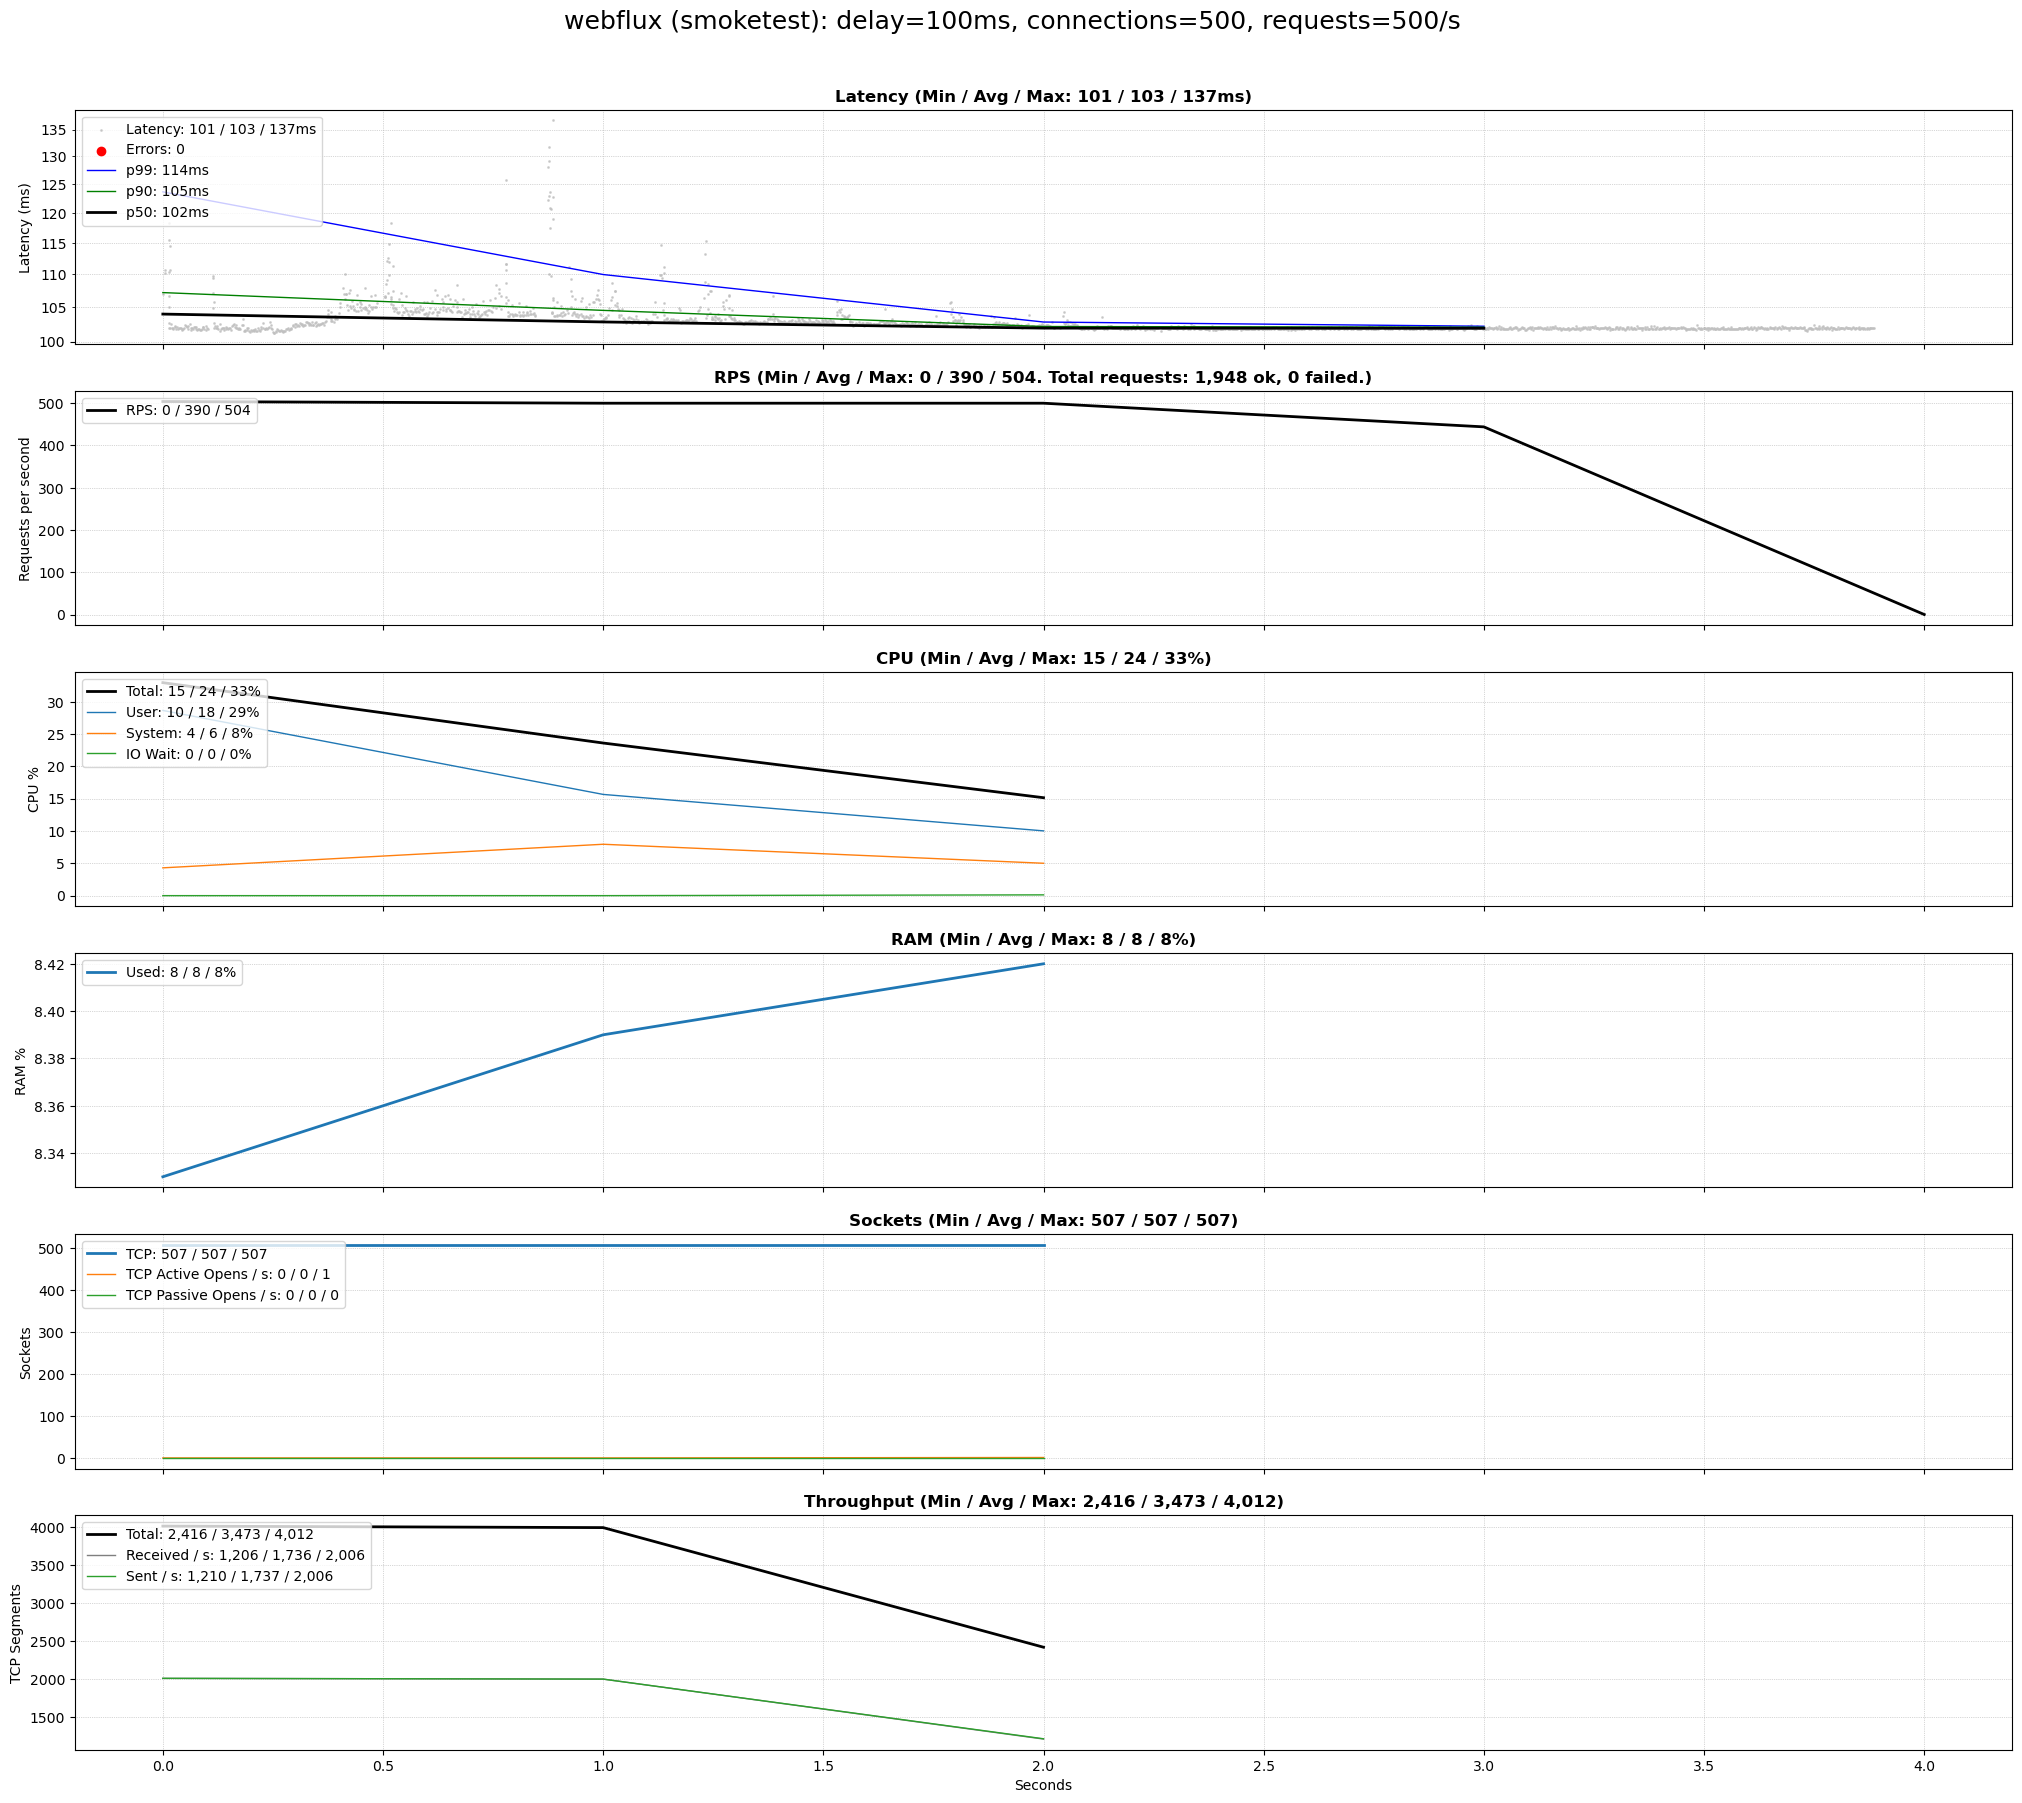 webflux (smoketest): delay=100ms, connections=500, requests=500/s
Latency (Min / Avg / Max: 101 / 103 / 137ms)
Latency: 101 / 103 / 137ms
Errors: 0
p99: 114ms
p90: 105ms
p50: 102ms
Latency (ms)
135
130
125
120
115
110
105
100
RPS (Min / Avg / Max: 0 / 390 / 504. Total requests: 1,948 ok, 0 failed.)
RPS: 0 / 390 / 504
Requests per second
500
400
300
200
100
0
CPU (Min / Avg / Max: 15 / 24 / 33%)
Total: 15 / 24 / 33%
User: 10 / 18 / 29%
System: 4 / 6 / 8%
IO Wait: 0 / 0 / 0%
CPU %
30
25
20
15
10
5
0
RAM (Min / Avg / Max: 8 / 8 / 8%)
Used: 8 / 8 / 8%
RAM %
8.42
8.40
8.38
8.36
8.34
Sockets (Min / Avg / Max: 507 / 507 / 507)
TCP: 507 / 507 / 507
TCP Active Opens / s: 0 / 0 / 1
TCP Passive Opens / s: 0 / 0 / 0
Sockets
500
400
300
200
100
0
Throughput (Min / Avg / Max: 2,416 / 3,473 / 4,012)
Total: 2,416 / 3,473 / 4,012
Received / s: 1,206 / 1,736 / 2,006
Sent / s: 1,210 / 1,737 / 2,006
TCP Segments
4000
3500
3000
2500
2000
1500
0.0 0.5 1.0 1.5 2.0 2.5 3.0 3.5 4.0
Seconds